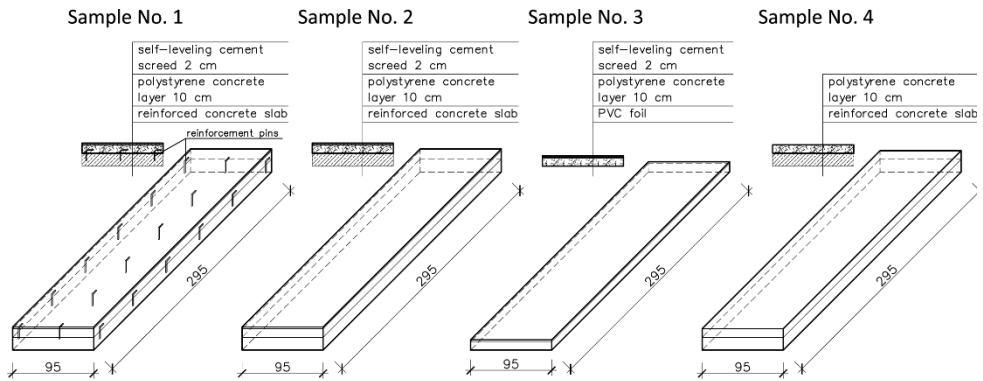 Sample No. 1
self-leveling cement
screed 2 cm
polystyrene concrete
layer 10 cm
reinforced concrete slab
reinforcement pins
295
95
Sample No. 2
self-leveling cement
screed 2 cm
polystyrene concrete
layer 10 cm
reinforced concrete slab
295
95
Sample No. 3
self-leveling cement
screed 2 cm
polystyrene concrete
layer 10 cm
PVC foil
295
95
Sample No. 4
polystyrene concrete
layer 10 cm
reinforced concrete slab
295
95